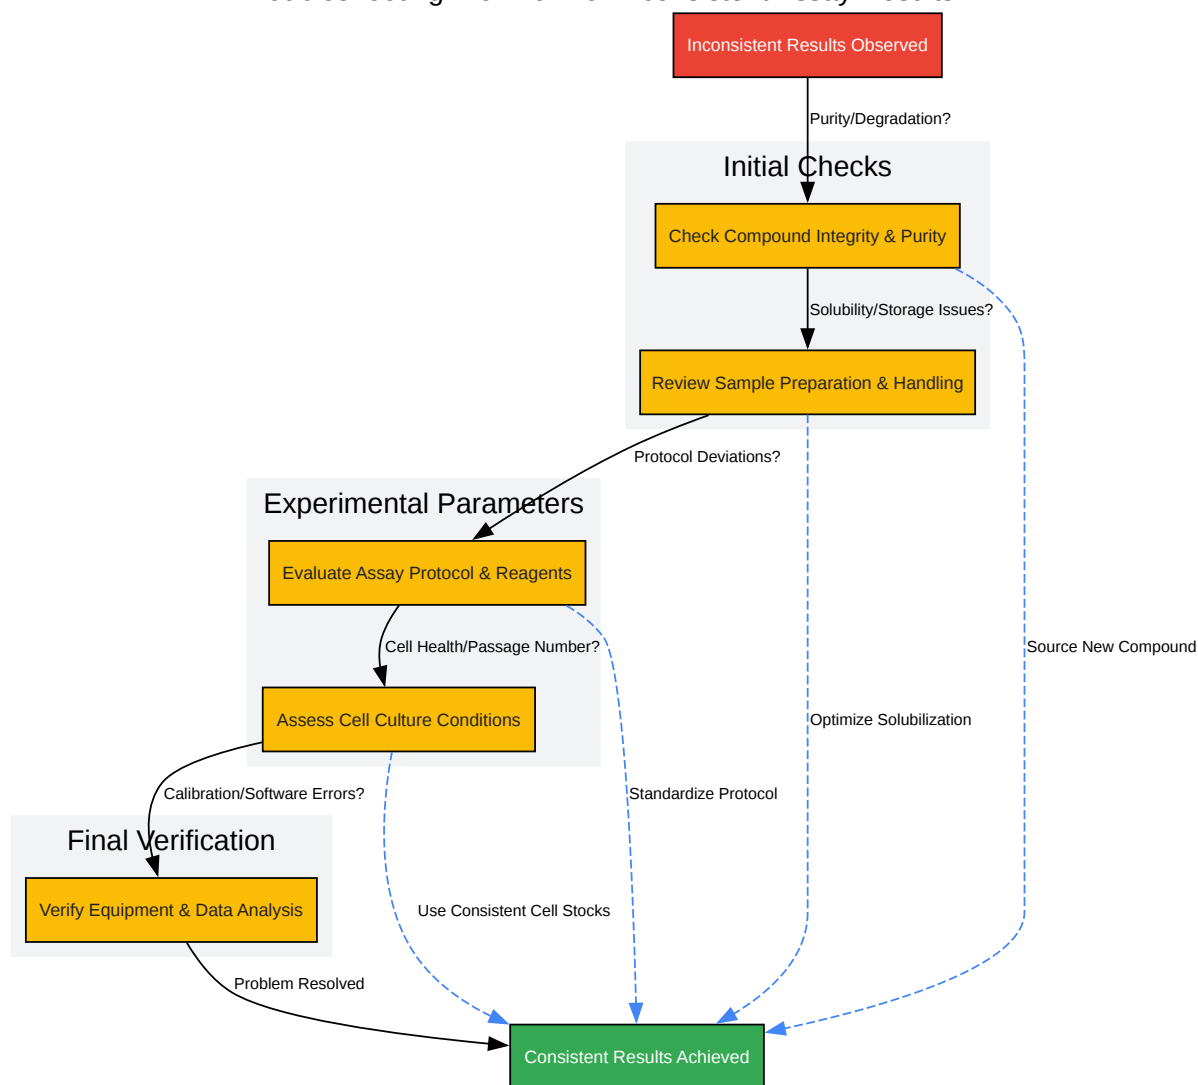 Inconsistent Results Observed
Purity/Degradation?
Initial Checks
Check Compound Integrity & Purity
Solubility/Storage Issues?
Review Sample Preparation & Handling
Protocol Deviations?
Experimental Parameters
Evaluate Assay Protocol & Reagents
Cell Health/Passage Number?
Source New Compound
Assess Cell Culture Conditions
Optimize Solubilization
Calibration/Software Errors?
Standardize Protocol
Final Verification
Verify Equipment & Data Analysis
Use Consistent Cell Stocks
Problem Resolved
Consistent Results Achieved